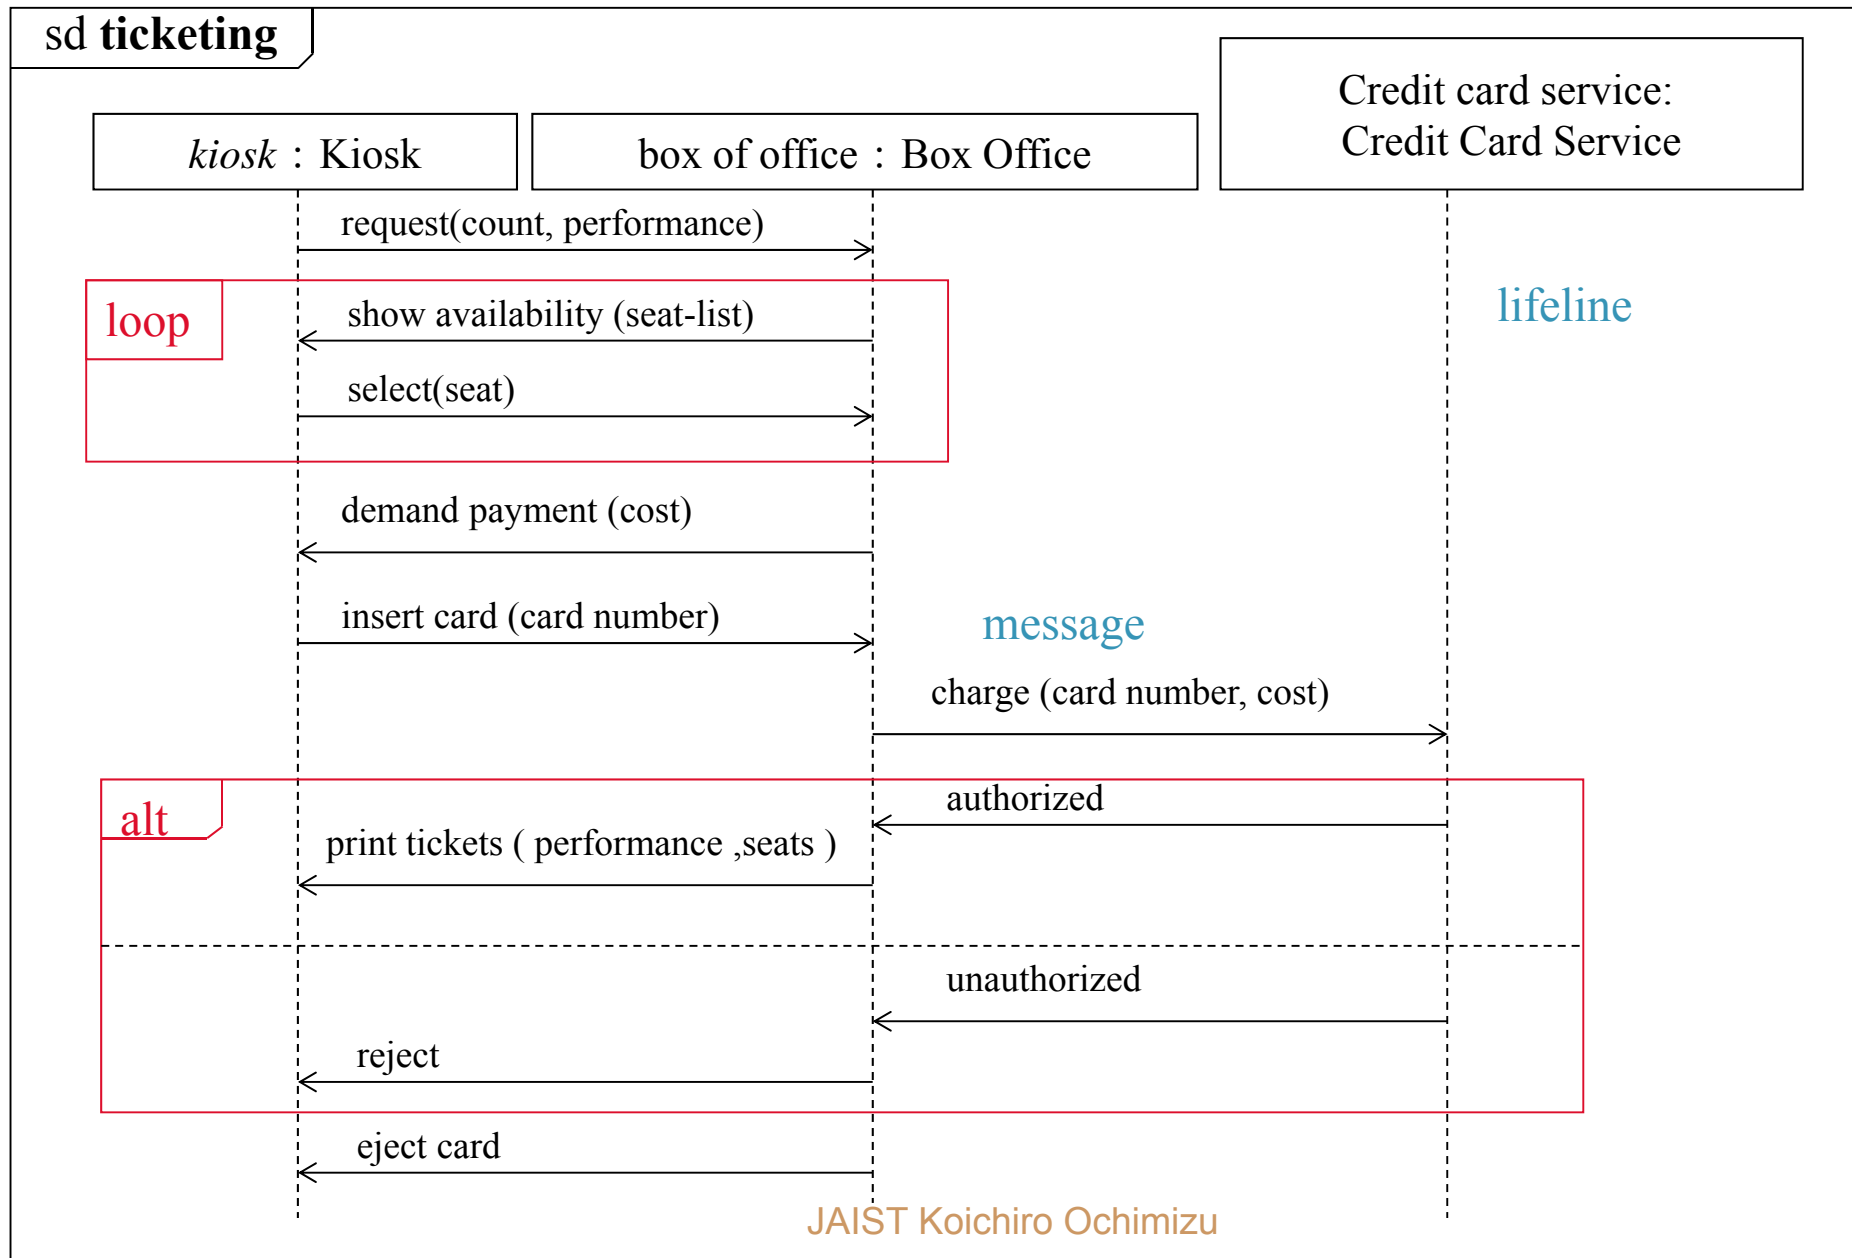 sd ticketing
Credit card service:
Credit Card Service
kiosk : Kiosk
box of office : Box Office
request(count, performance)
loop
show availability (seat-list)
lifeline
select(seat)
demand payment (cost)
insert card (card number)
message
charge (card number, cost)
alt
authorized
print tickets ( performance ,seats )
unauthorized
reject
eject card
JAIST Koichiro Ochimizu